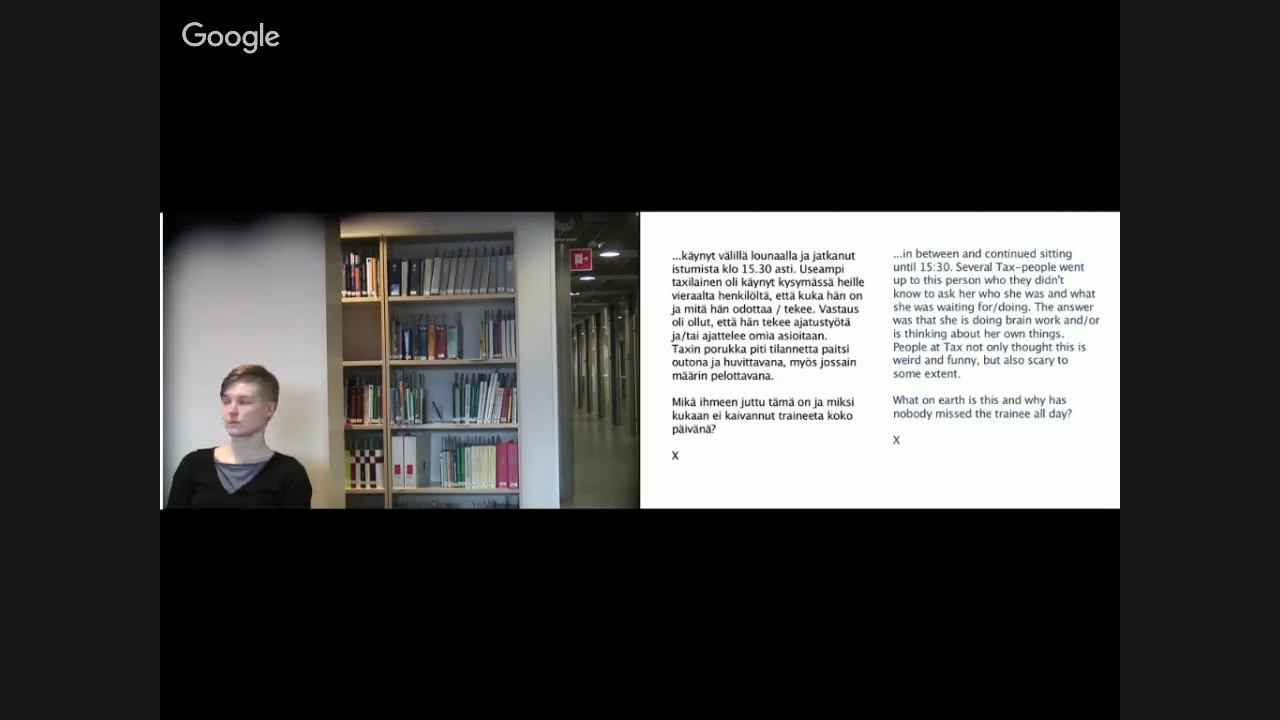 Google
...käynyt välillä lounaalla ja jatkanut
istumista klo 15.30 asti. Useampi
taxilainen oli käynyt kysymässä heille
vieraalta henkilöltä, että kuka hän on
ja mitä hän odottaa / tekee. Vastaus
oli ollut, että hän tekee ajatustyötä
ja/tai ajattelee omia asioitaan.
Taxin porukka piti tilannetta paitsi
outona ja huvittavana, myös jossain
määrin pelottavana.
Mikä ihmeen juttu tämä on ja miksi
kukaan ei kaivannut traineeta koko
päivänä?
X
...in between and continued sitting
until 15:30. Several Tax-people went
up to this person who they didn't
know to ask her who she was and what
she was waiting for/doing. The answer
was that she is doing brain work and/or
is thinking about her own things.
People at Tax not only thought this is
weird and funny, but also scary to
some extent.
What on earth is this and why has
nobody missed the trainee all day?
X